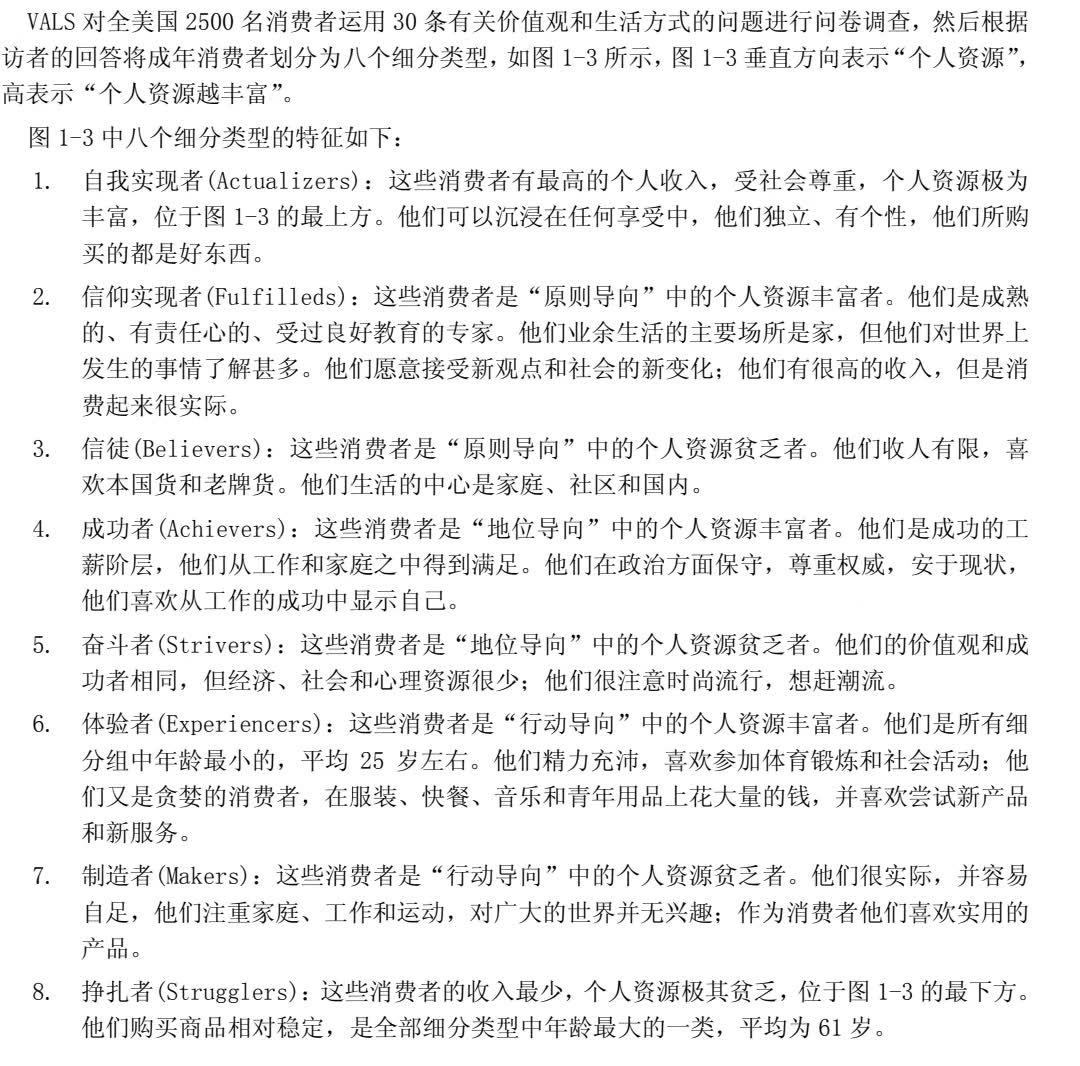 VALS 对全美国 2500 名消费者运用 30 条有关价值观和生活方式的问题进行问卷调查，然后根据
访者的回答将成年消费者划分为八个细分类型，如图 1-3 所示，图 1-3 垂直方向表示“个人资源”，
高表示“个人资源越丰富”。
图 1-3 中八个细分类型的特征如下：
1. 自我实现者(Actualizers)：这些消费者有最高的个人收入，受社会尊重，个人资源极为
丰富，位于图 1-3 的最上方。他们可以沉浸在任何享受中，他们独立、有个性，他们所购
买的都是好东西。
2. 信仰实现者(Fulfilleds)：这些消费者是“原则导向”中的个人资源丰富者。他们是成熟
的、有责任心的、受过良好教育的专家。他们业余生活的主要场所是家，但他们对世界上
发生的事情了解甚多。他们愿意接受新观点和社会的新变化；他们有很高的收入，但是消
费起来很实际。
3. 信徒(Believers)：这些消费者是“原则导向”中的个人资源贫乏者。他们收人有限，喜
欢本国货和老牌货。他们生活的中心是家庭、社区和国内。
4. 成功者(Achievers)：这些消费者是“地位导向”中的个人资源丰富者。他们是成功的工
薪阶层，他们从工作和家庭之中得到满足。他们在政治方面保守，尊重权威，安于现状，
他们喜欢从工作的成功中显示自己。
5. 奋斗者(Strivers)：这些消费者是“地位导向”中的个人资源贫乏者。他们的价值观和成
功者相同，但经济、社会和心理资源很少；他们很注意时尚流行，想赶潮流。
6. 体验者(Experiencers)：这些消费者是“行动导向”中的个人资源丰富者。他们是所有细
分组中年龄最小的，平均 25 岁左右。他们精力充沛，喜欢参加体育锻炼和社会活动；他
们又是贪婪的消费者，在服装、快餐、音乐和青年用品上花大量的钱，并喜欢尝试新产品
和新服务。
7. 制造者(Makers)：这些消费者是“行动导向”中的个人资源贫乏者。他们很实际，并容易
自足，他们注重家庭、工作和运动，对广大的世界并无兴趣；作为消费者他们喜欢实用的
产品。
8. 挣扎者(Strugglers)：这些消费者的收入最少，个人资源极其贫乏，位于图 1-3 的最下方。
他们购买商品相对稳定，是全部细分类型中年龄最大的一类，平均为 61 岁。